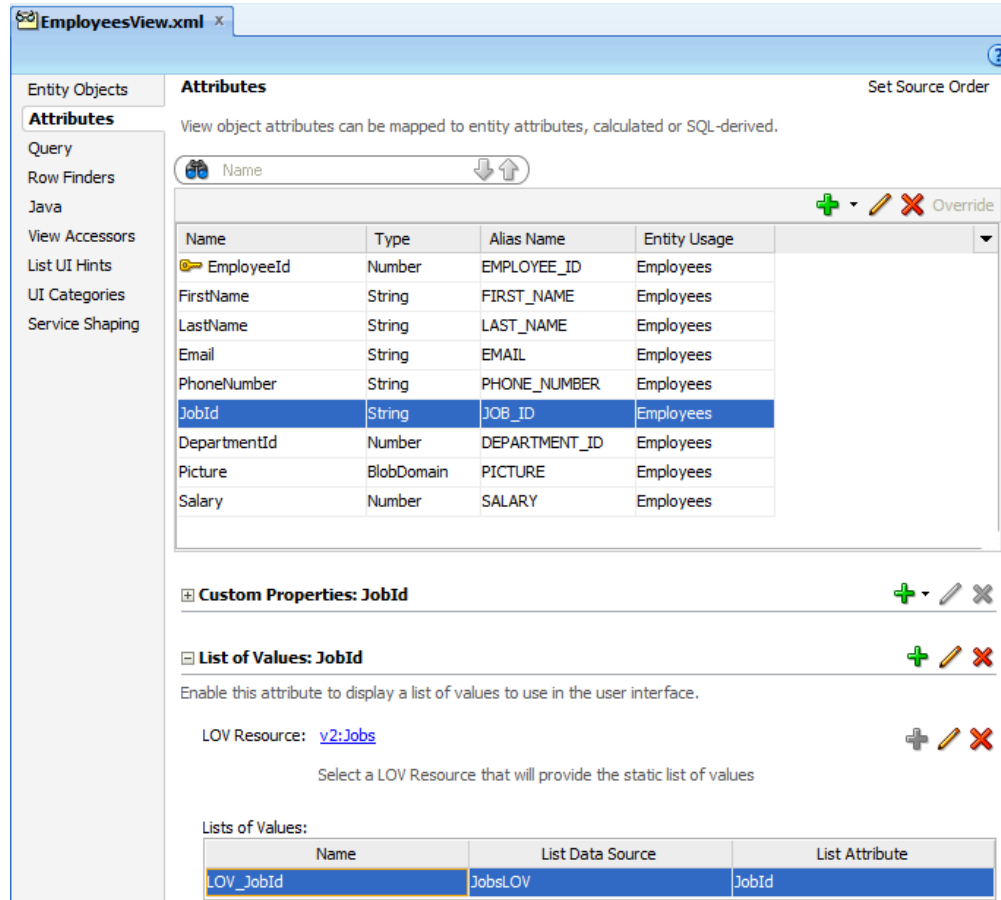 EmployeesView.xml x
Entity Objects
Attributes
Query
Row Finders
Java
View Accessors
List UI Hints
UI Categories
Service Shaping
Attributes Set Source Order
View object attributes can be mapped to entity attributes, calculated or SQL-derived.
Name
Override
Name Type Alias Name Entity Usage
EmployeeId Number EMPLOYEE_ID Employees
FirstName String FIRST_NAME Employees
LastName String LAST_NAME Employees
Email String EMAIL Employees
PhoneNumber String PHONE_NUMBER Employees
JobId String JOB_ID Employees
DepartmentId Number DEPARTMENT_ID Employees
Picture BlobDomain PICTURE Employees
Salary Number SALARY Employees
Custom Properties: JobId
List of Values: JobId
Enable this attribute to display a list of values to use in the user interface.
LOV Resource: v2:Jobs
Select a LOV Resource that will provide the static list of values
Lists of Values:
Name List Data Source List Attribute
LOV_JobId JobsLOV JobId